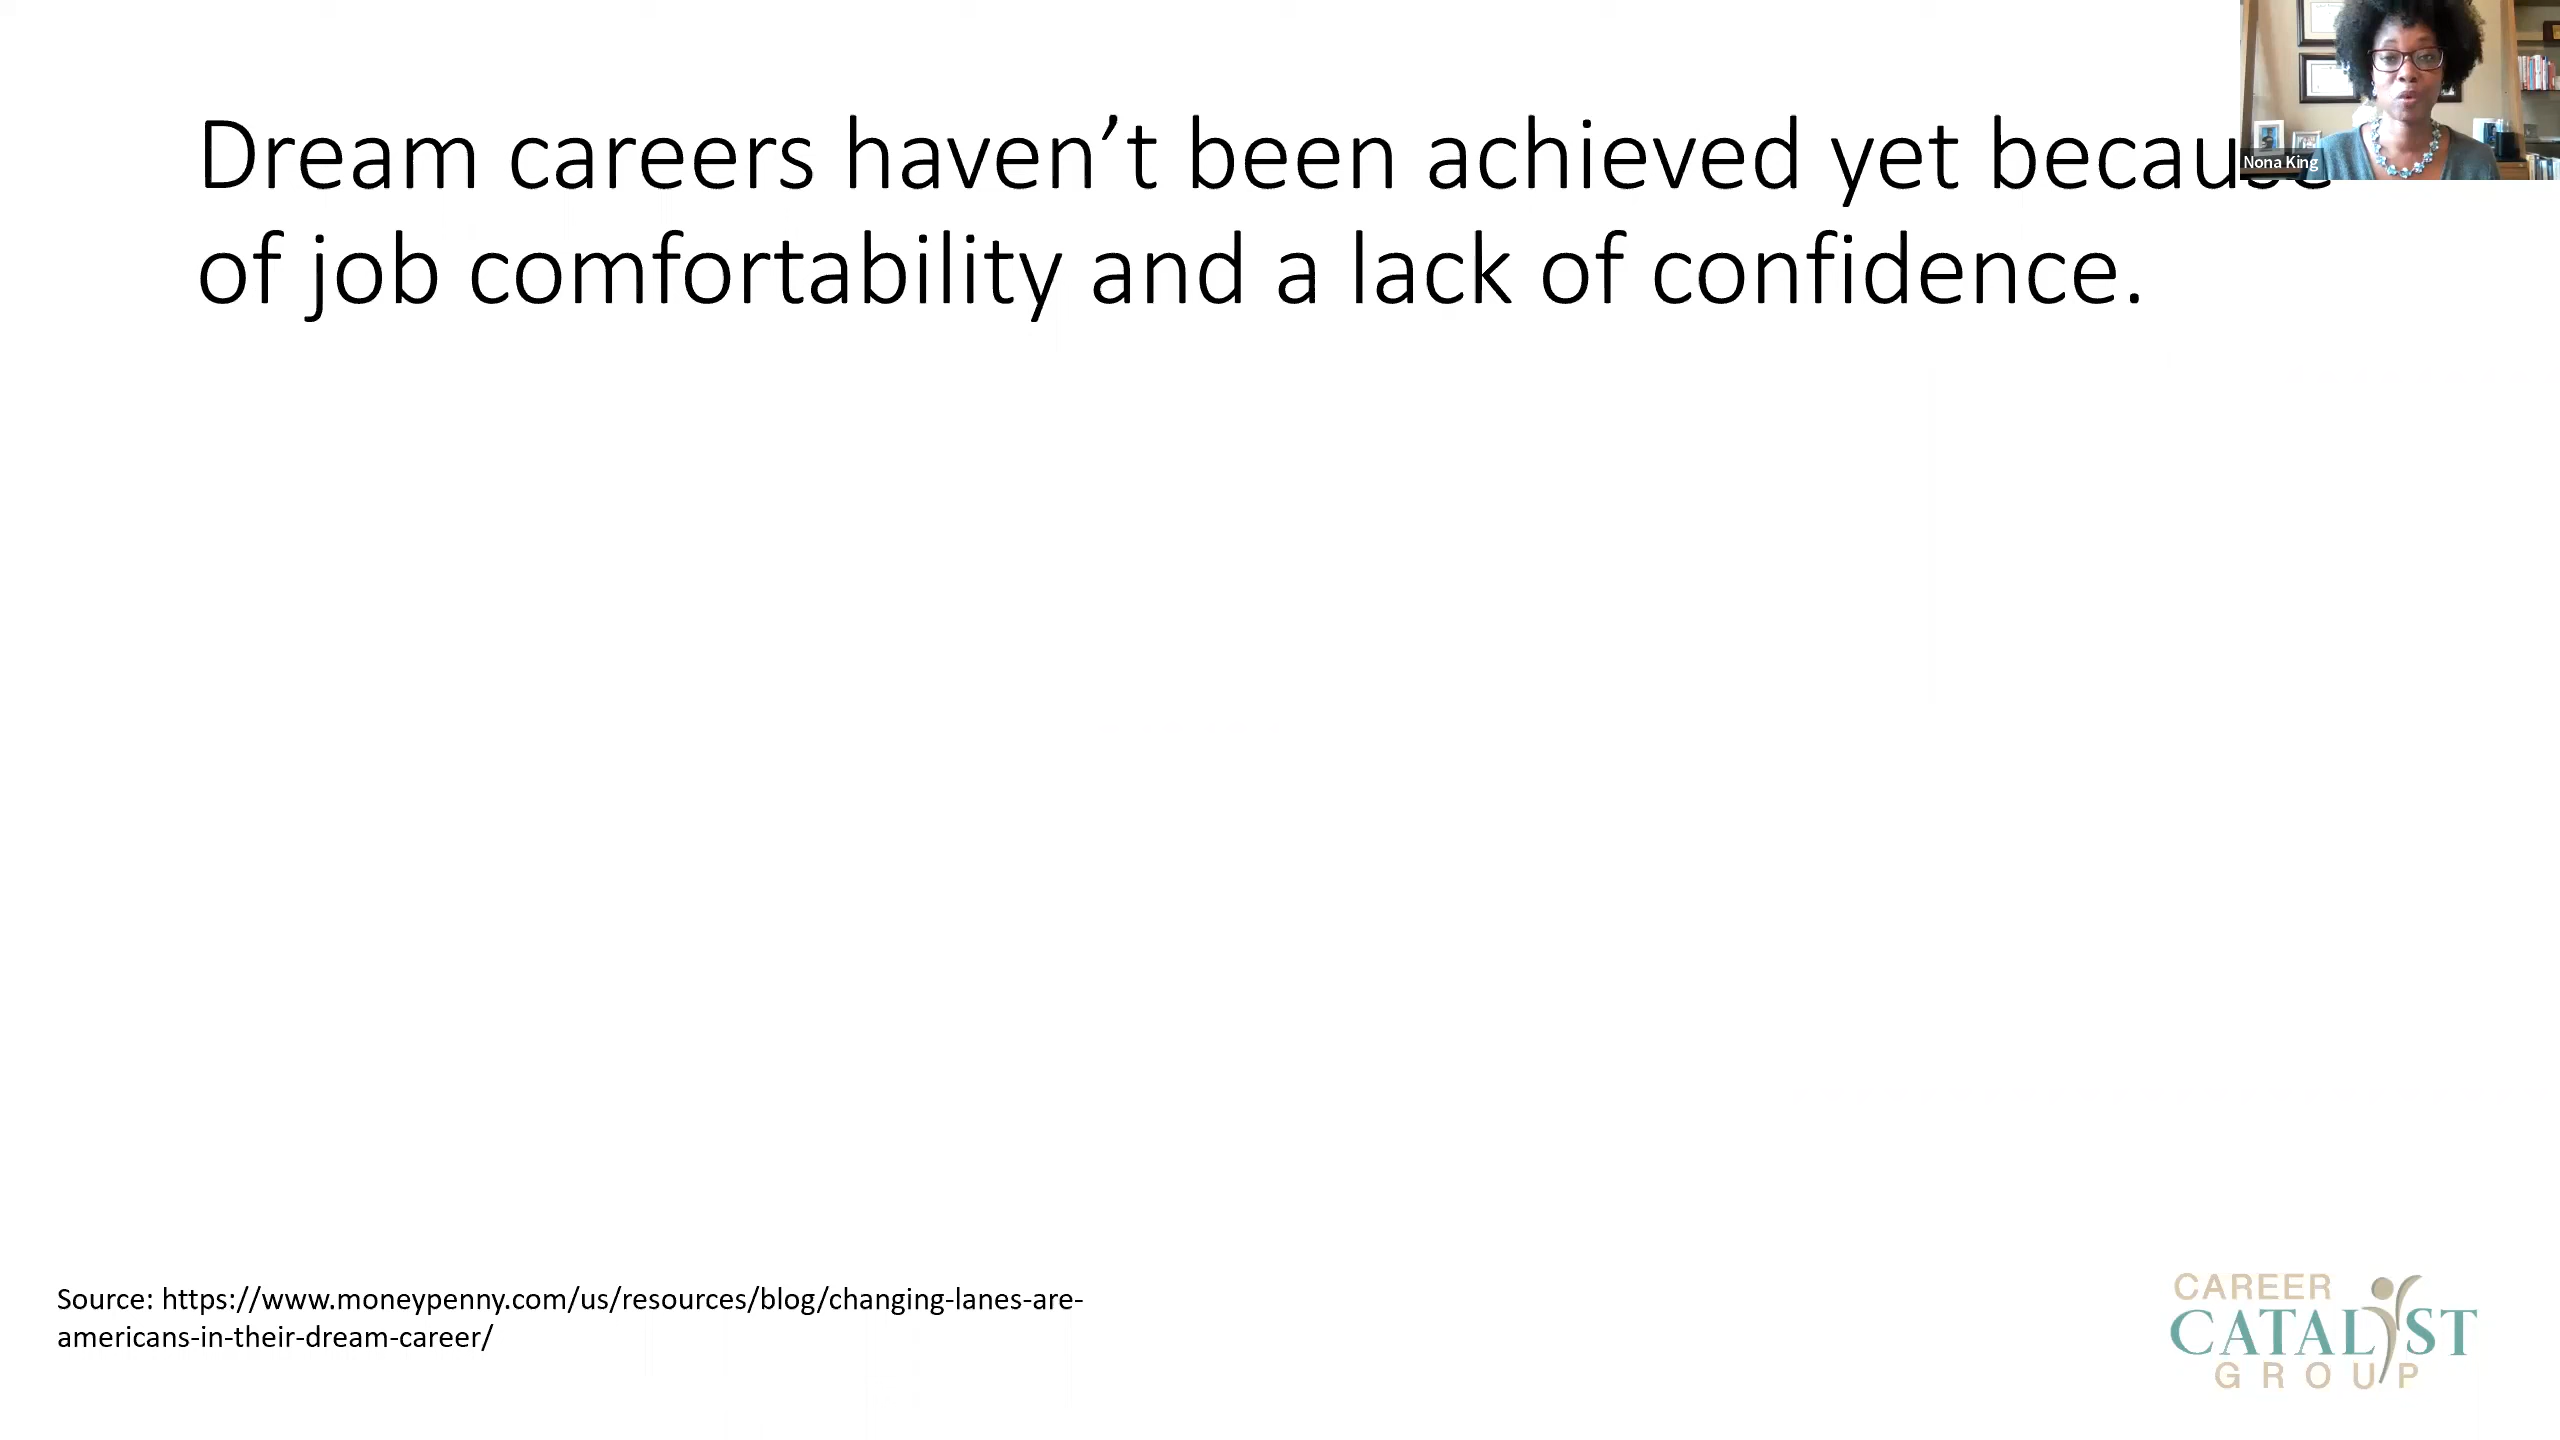 Dream careers haven’t been achieved yet because
of job comfortability and a lack of confidence.
Nona King
Source: https://www.moneypenny.com/us/resources/blog/changing-lanes-are-
americans-in-their-dream-career/
CAREER
CATALYST
GROUP